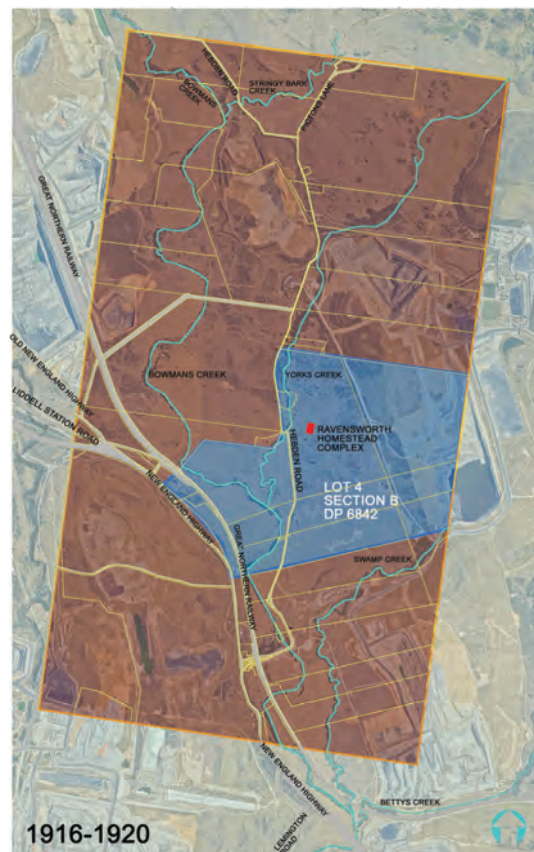 HEBDEN ROAD
BOWMANS
CREEK
STRINGY BARK
CREEK
PICTONS LANE
GREAT NORTHERN RAILWAY
OLD NEW ENGLAND HIGHWAY
LIDDELL STATION ROAD
BOWMANS CREEK
YORKS CREEK
RAVENSWORTH
HOMESTEAD
COMPLEX
HEBDEN ROAD
LOT 4
SECTION B
DP 6842
NEW ENGLAND HIGHWAY
GREAT NORTHERN RAILWAY
SWAMP CREEK
NEW ENGLAND HIGHWAY
BETTYS CREEK
LEMINGTON
ROAD
1916-1920